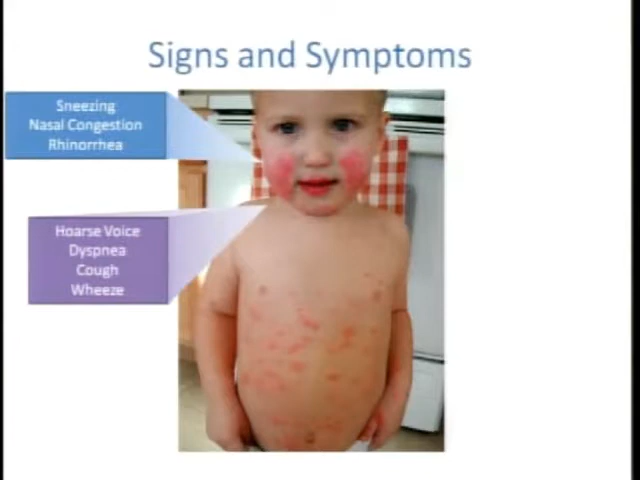 Signs and Symptoms
Sneezing
Nasal Congestion
Rhinorrhea
Hoarse Voice
Dyspnea
Cough
Wheeze